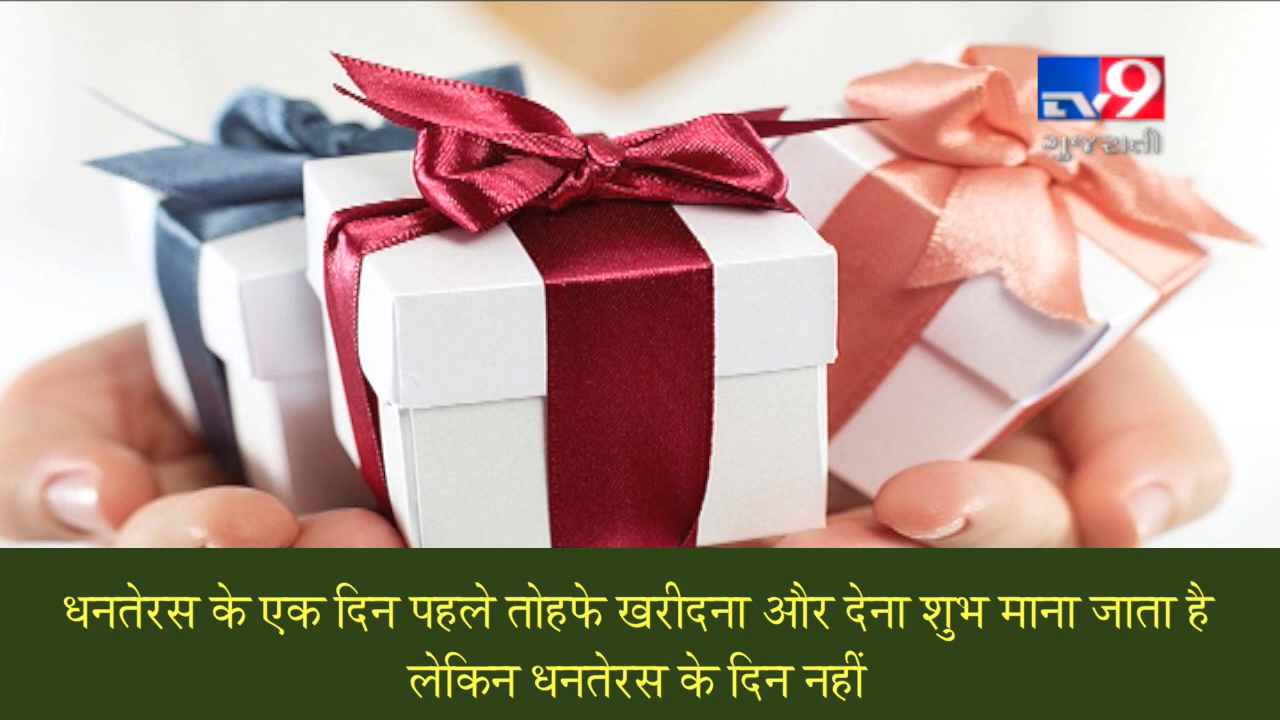 TV9
ગુજરાતી
धनतेरस के एक दिन पहले तोहफे खरीदना और देना शुभ माना जाता है
लेकिन धनतेरस के दिन नहीं